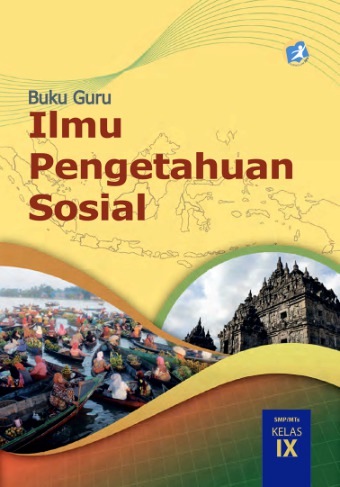 Buku Guru
Ilmu
Pengetahuan
Sosial
SMP/MTs
KELAS
IX